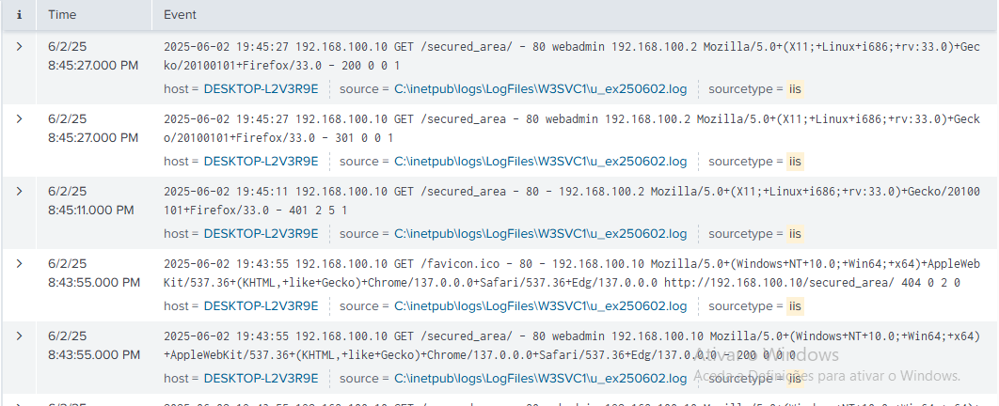 i Time Event
6/2/25 2025-06-02 19:45:27 192.168.100.10 GET /secured_area/ - 80 webadmin 192.168.100.2 Mozilla/5.0+(X11;+Linux+i686;+rv:33.0)+Gec
8:45:27.000 PM ko/20100101+Firefox/33.0 - 200 0 0 1
host = DESKTOP-L2V3R9E source = C:\inetpub\logs\LogFiles\W3SVC1\u_ex250602.log sourcetype = iis
6/2/25 2025-06-02 19:45:27 192.168.100.10 GET /secured_area - 80 webadmin 192.168.100.2 Mozilla/5.0+(X11;+Linux+i686;+rv:33.0)+Geck
8:45:27.000 PM o/20100101+Firefox/33.0 - 301 0 0 1
host = DESKTOP-L2V3R9E source = C:\inetpub\logs\LogFiles\W3SVC1\u_ex250602.log sourcetype = iis
6/2/25 2025-06-02 19:45:11 192.168.100.10 GET /secured_area - 80 - 192.168.100.2 Mozilla/5.0+(X11;+Linux+i686;+rv:33.0)+Gecko/20100
8:45:11.000 PM 101+Firefox/33.0 - 401 2 5 1
host = DESKTOP-L2V3R9E source = C:\inetpub\logs\LogFiles\W3SVC1\u_ex250602.log sourcetype = iis
6/2/25 2025-06-02 19:43:55 192.168.100.10 GET /favicon.ico - 80 - 192.168.100.10 Mozilla/5.0+(Windows+NT+10.0;+Win64;+x64)+AppleWeb
8:43:55.000 PM Kit/537.36+(KHTML,+like+Gecko)+Chrome/137.0.0.0+Safari/537.36+Edg/137.0.0.0 http://192.168.100.10/secured_area/ 404 0 2 0
host = DESKTOP-L2V3R9E source = C:\inetpub\logs\LogFiles\W3SVC1\u_ex250602.log sourcetype = iis
6/2/25 2025-06-02 19:43:55 192.168.100.10 GET /secured_area/ - 80 webadmin 192.168.100.10 Mozilla/5.0+(Windows+NT+10.0;+Win64;+x64)
8:43:55.000 PM +AppleWebKit/537.36+(KHTML,+like+Gecko)+Chrome/137.0.0.0+Safari/537.36+Edg/137.0.0.0 - 200 0 0 0
Ativar o Windows
host = DESKTOP-L2V3R9E source = C:\inetpub\logs\LogFiles\W3SVC1\u_ex250602.log sourcetype = iis
Aceda a Definições para ativar o Windows.